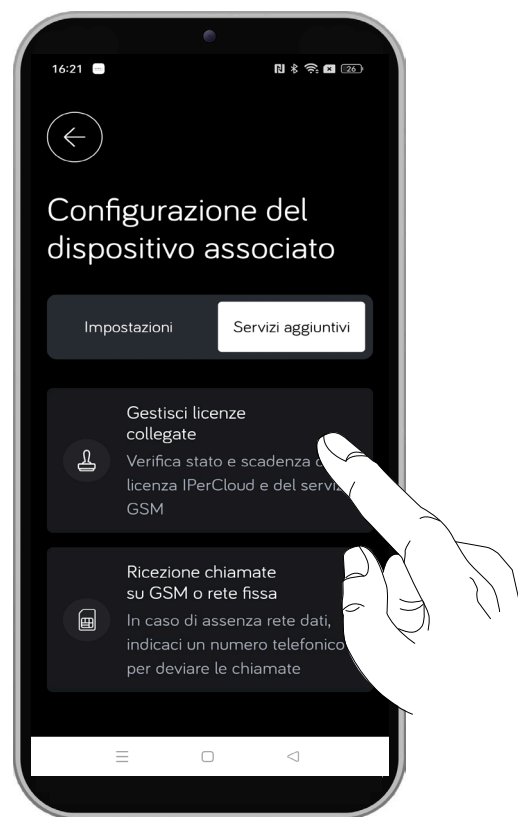 16:21
26
Configurazione del
dispositivo associato
Impostazioni
Servizi aggiuntivi
Gestisci licenze
collegate
Verifica stato e scadenza
licenza IPerCloud e del
GSM
Ricezione chiamate
su GSM o rete fissa
In caso di assenza rete dati,
indicaci un numero telefonico
per deviare le chiamate